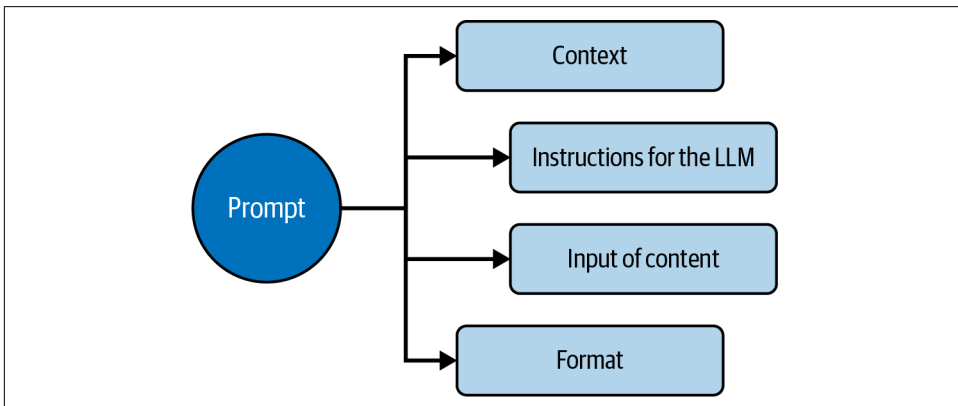 Context
Instructions for the LLM
Prompt
Input of content
Format